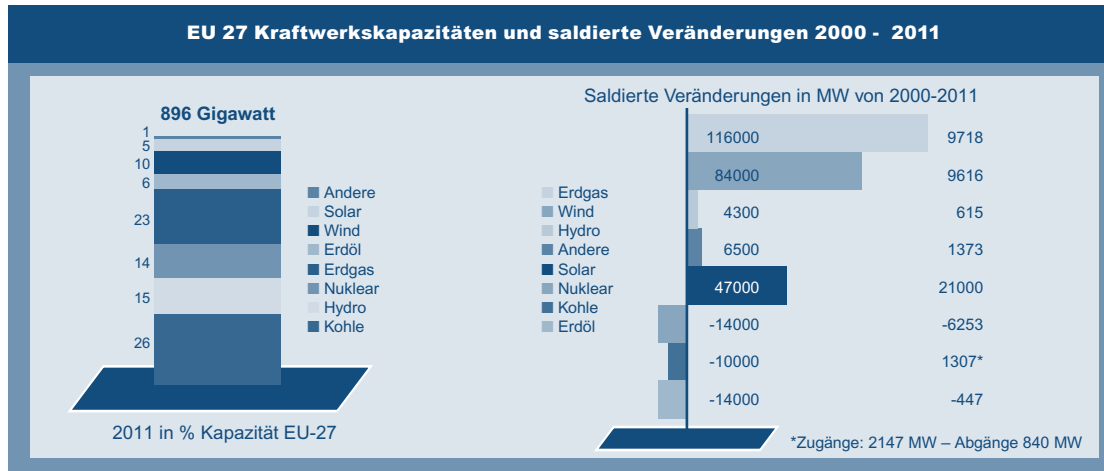 EU 27 Kraftwerkskapazitäten und saldierte Veränderungen 2000 - 2011
896 Gigawatt
1
5
10
6
23
14
15
26
Andere
Solar
Wind
Erdöl
Erdgas
Nuklear
Hydro
Kohle
2011 in % Kapazität EU-27
Saldierte Veränderungen in MW von 2000-2011
Erdgas
Wind
Hydro
Andere
Solar
Nuklear
Kohle
Erdöl
116000 9718
84000 9616
4300 615
6500 1373
47000 21000
-14000 -6253
-10000 1307*
-14000 -447
*Zugänge: 2147 MW – Abgänge 840 MW